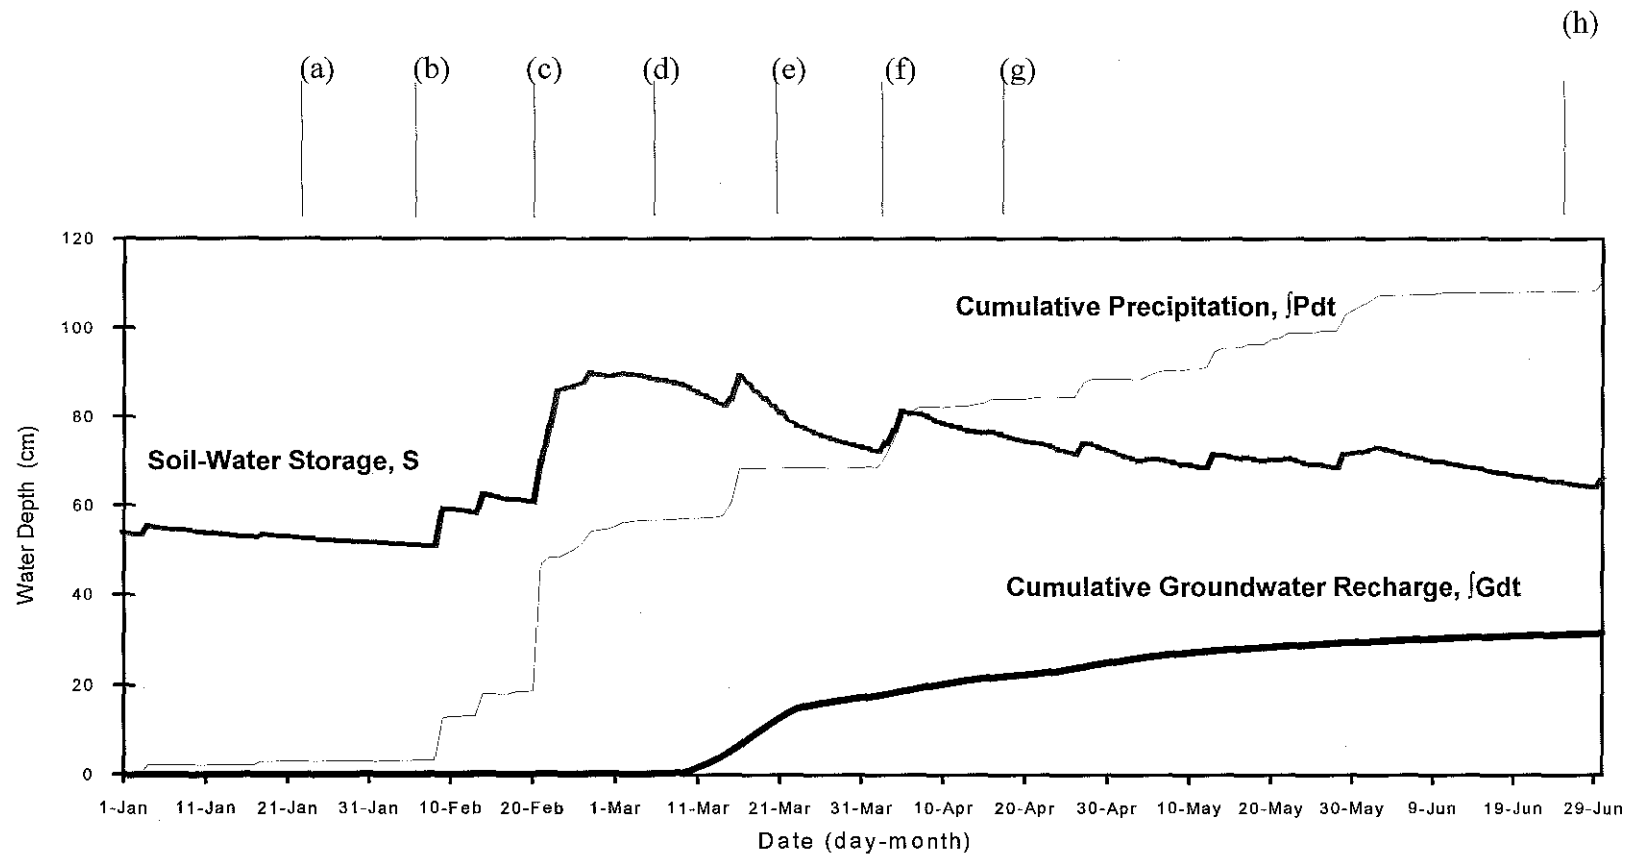 (h)
(a) (b) (c) (d) (e) (f) (g)
120
100
80
60
40
20
0
Water Depth (cm)
Cumulative Precipitation, ∫Pdt
Soil-Water Storage, S
Cumulative Groundwater Recharge, ∫Gdt
1-Jan 11-Jan 21-Jan 31-Jan 10-Feb 20-Feb 1-Mar 11-Mar 21-Mar 31-Mar 10-Apr 20-Apr 30-Apr 10-May 20-May 30-May 9-Jun 19-Jun 29-Jun
Date (day-month)